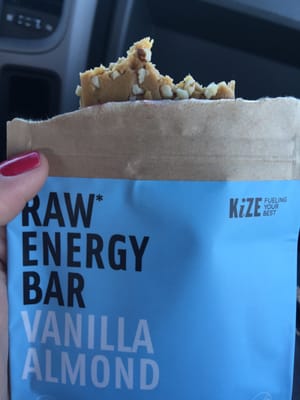 RAW*
ENERGY
BAR
VANILLA
ALMOND
KiZE
FUELING
YOUR
BEST